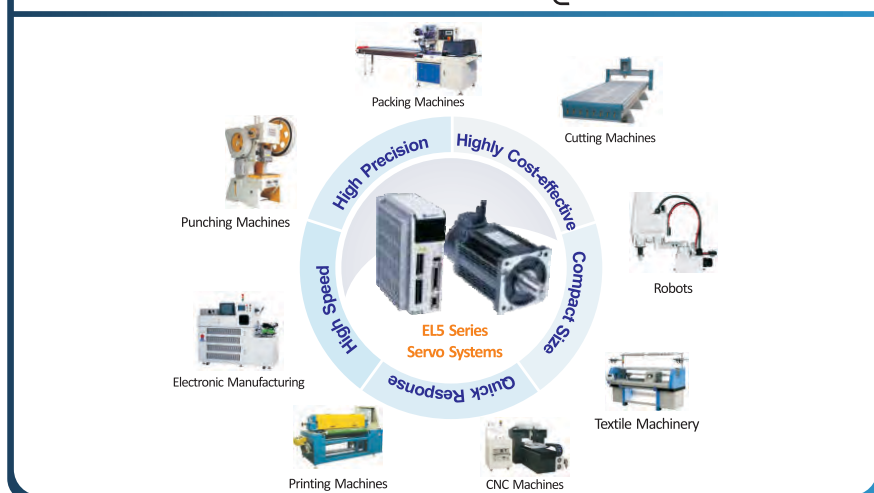 Packing Machines
Cutting Machines
Punching Machines
High Precision
Highly Cost-effective
Robots
High Speed
Compact Size
EL5 Series
Servo Systems
Electronic Manufacturing
Quick Response
Textile Machinery
Printing Machines
CNC Machines